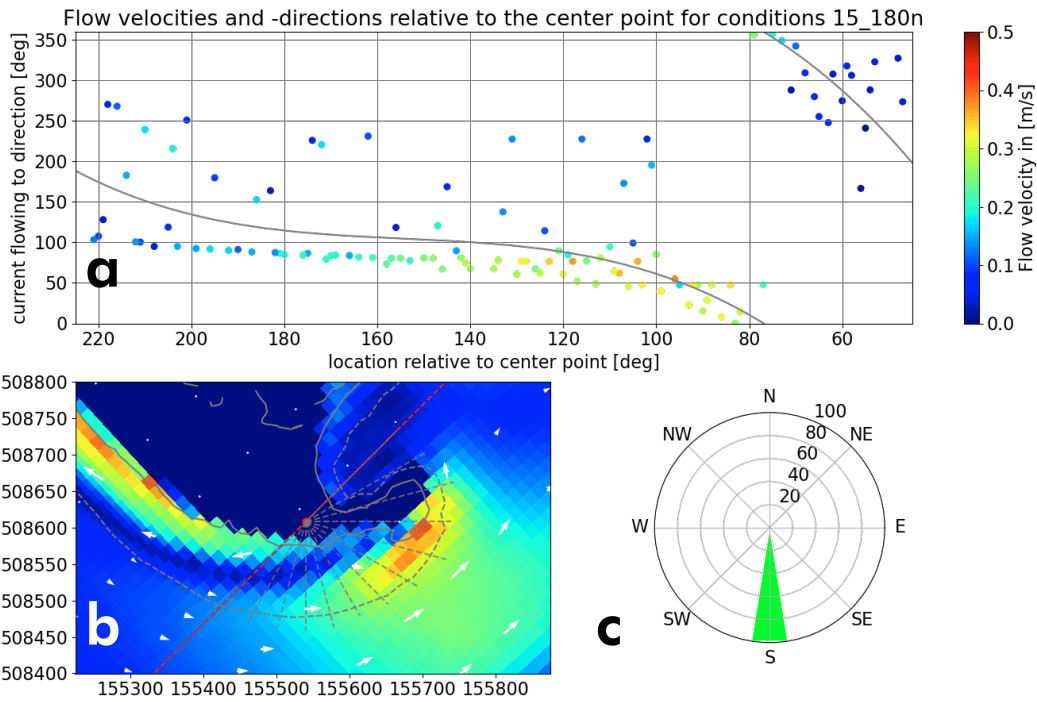 Flow velocities and -directions relative to the center point for conditions 15_180n
current flowing to direction [deg]
350
300
250
200
150
100
50
0
a
220 200 180 160 140 120 100 80 60
location relative to center point [deg]
0.5
0.4
0.3
0.2
0.1
0.0
Flow velocity in [m/s]
508800
508750
508700
508650
508600
508550
508500
508450
508400
b
155300 155400 155500 155600 155700 155800
c
N
NE
E
SE
S
SW
W
NW
100
80
60
40
20